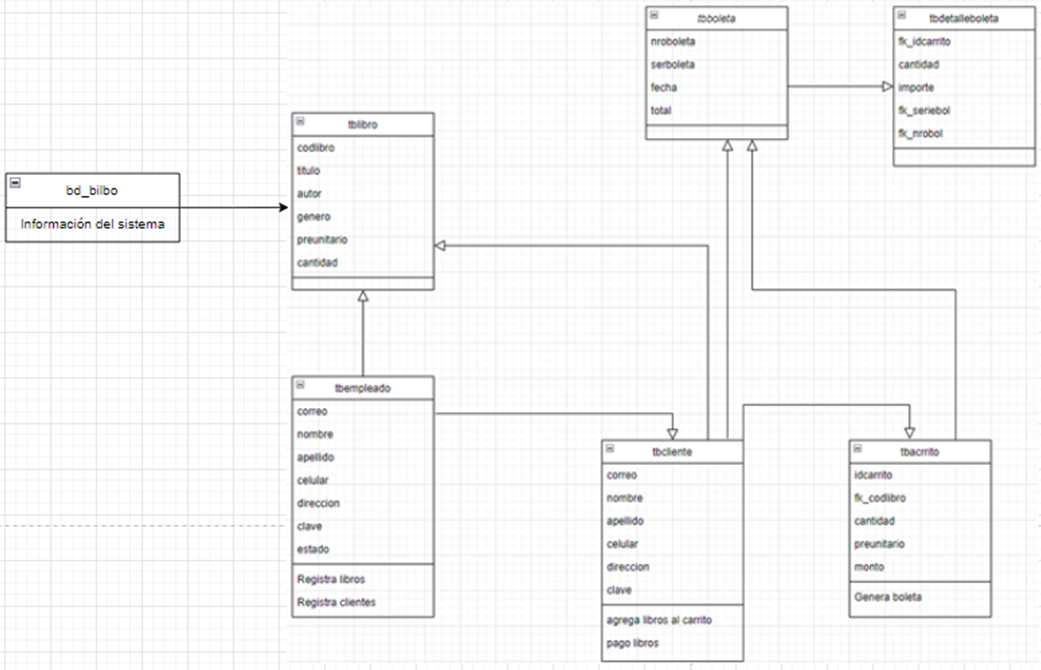 bd_bilbo
Información del sistema
tblibro
codlibro
titulo
autor
genero
preunitario
cantidad
tbempleado
correo
nombre
apellido
celular
direccion
clave
estado
Registra libros
Registra clientes
tbboleta
nroboleta
serboleta
fecha
total
tbdetalleboleta
fk_idcarrito
cantidad
importe
fk_seriebol
fk_nrobol
tbcliente
correo
nombre
apellido
celular
direccion
clave
agrega libros al carrito
pago libros
tbacrrito
idcarrito
fk_codlibro
cantidad
preunitario
monto
Genera boleta